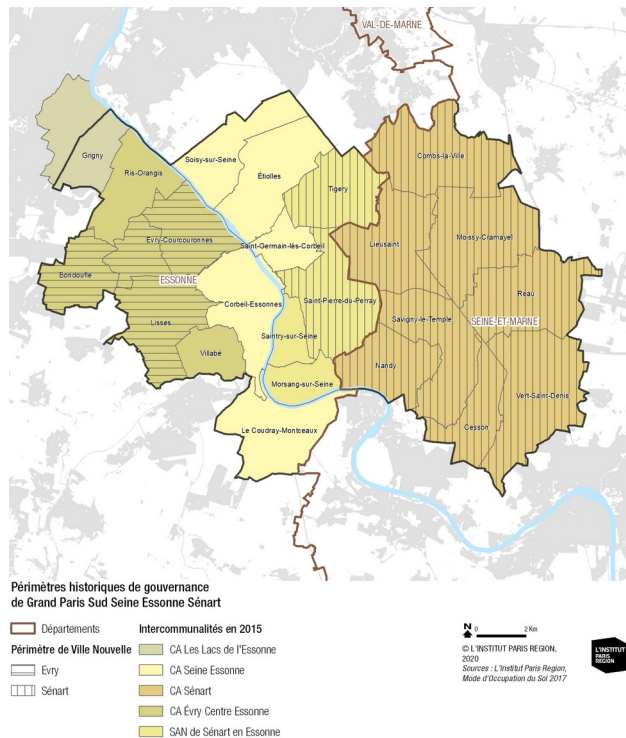 VAL-DE-MARNE
Combs-la-Ville
Soisy-sur-Seine
Grigny
Étiolles
Ris-Orangis
Tigery
Moissy-Cramayel
Evry-Courcouronnes
Lieusaint
Saint-Germain-lès-Corbeil
Bondoufle
ESSONNE
Réau
Corbeil-Essonnes
Saint-Pierre-du-Perray
Lisses
Savigny-le-Temple
SEINE-ET-MARNE
Saintry-sur-Seine
Villabé
Nandy
Morsang-sur-Seine
Vert-Saint-Denis
Le Coudray-Montceaux
Cesson
Périmètres historiques de gouvernance
de Grand Paris Sud Seine Essonne Sénart
Départements
Périmètre de Ville Nouvelle
Evry
Sénart
Intercommunalités en 2015
CA Les Lacs de l'Essonne
CA Seine Essonne
CA Sénart
CA Évry Centre Essonne
SAN de Sénart en Essonne
N
0 2 Km
© L'INSTITUT PARIS REGION,
2020
Sources : L'Institut Paris Region,
Mode d'Occupation du Sol 2017
L'INSTITUT
PARIS
REGION